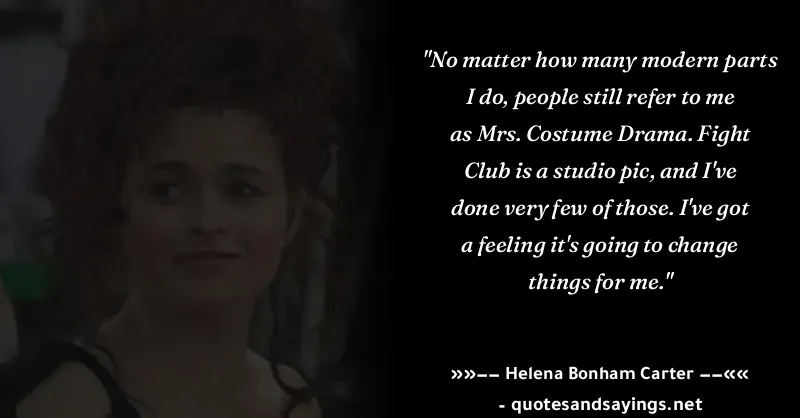 "No matter how many modern parts
I do, people still refer to me
as Mrs. Costume Drama. Fight
Club is a studio pic, and I've
done very few of those. I've got
a feeling it's going to change
things for me."
»»–– Helena Bonham Carter ––««
- quotesandsayings.net